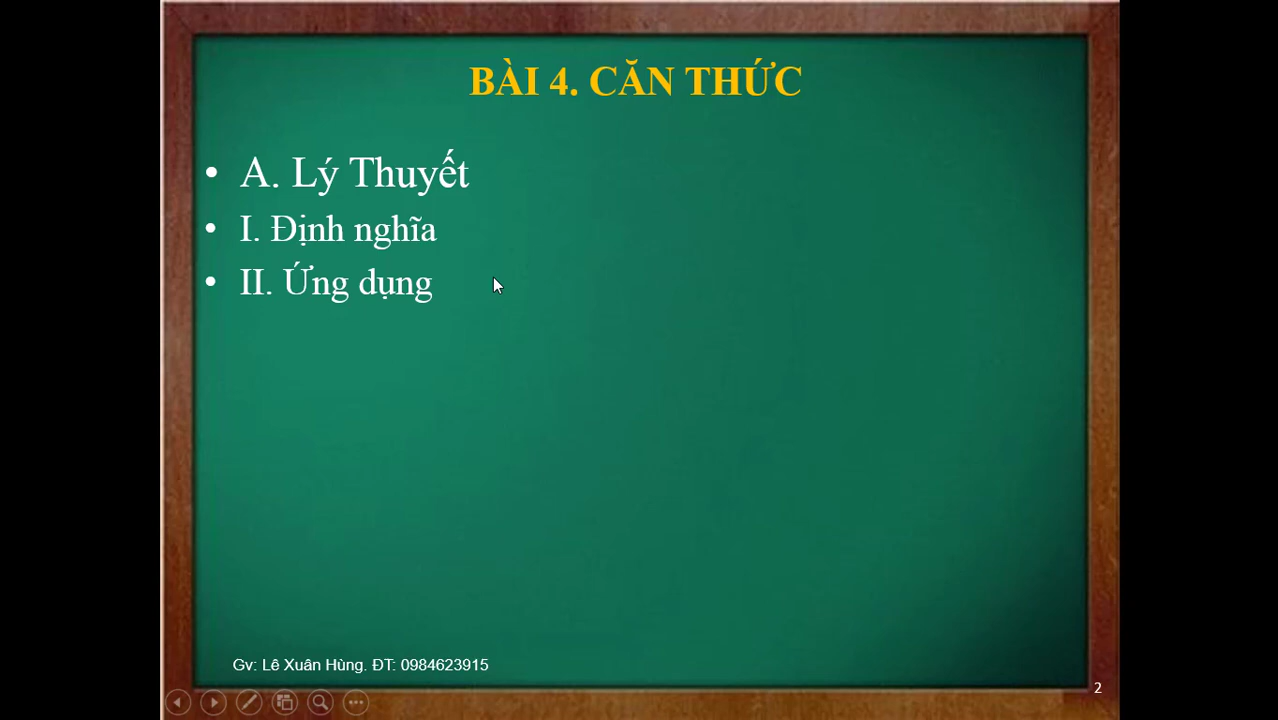 BÀI 4. CĂN THỨC
• A. Lý Thuyết
• I. Định nghĩa
• II. Ứng dụng
Gv: Lê Xuân Hùng. ĐT: 0984623915
2